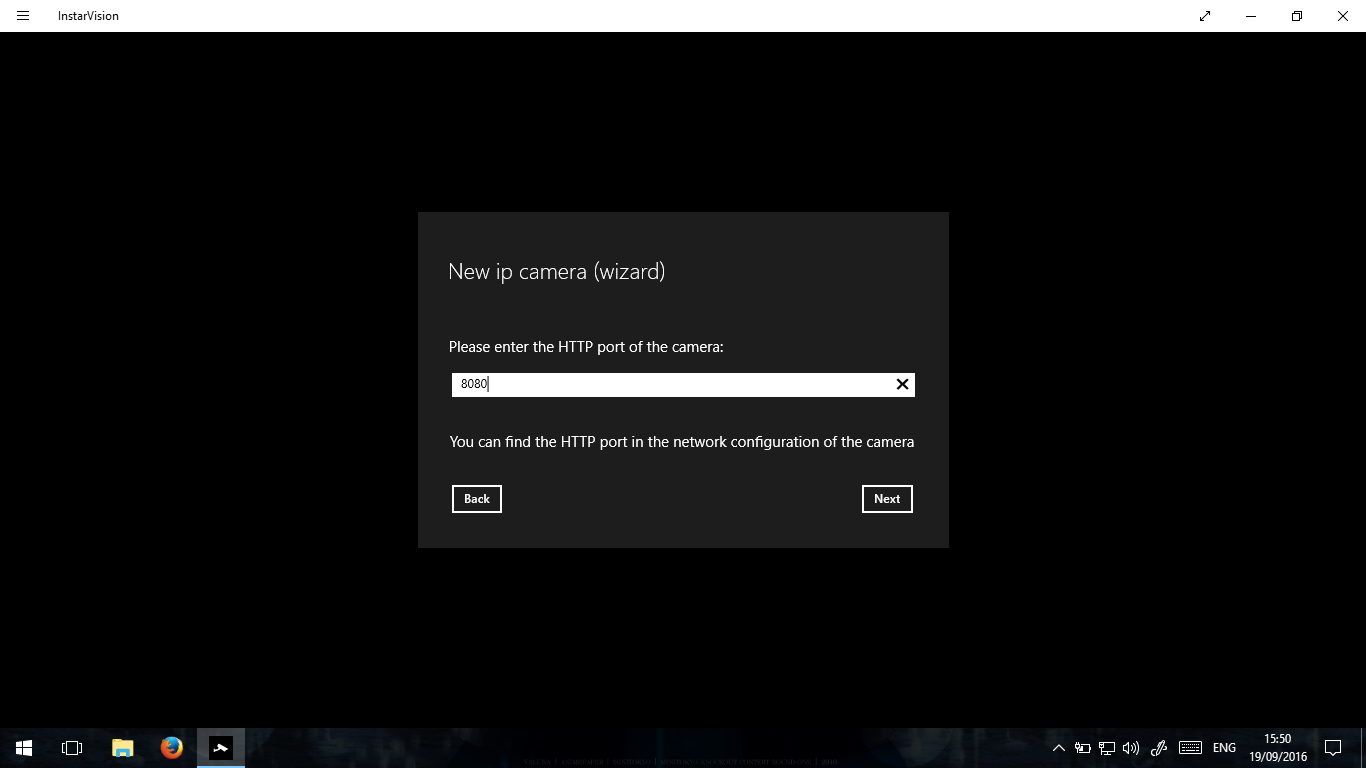 InstarVision
New ip camera (wizard)
Please enter the HTTP port of the camera:
8080
You can find the HTTP port in the network configuration of the camera
Back
Next
ENG
15:50
19/09/2016